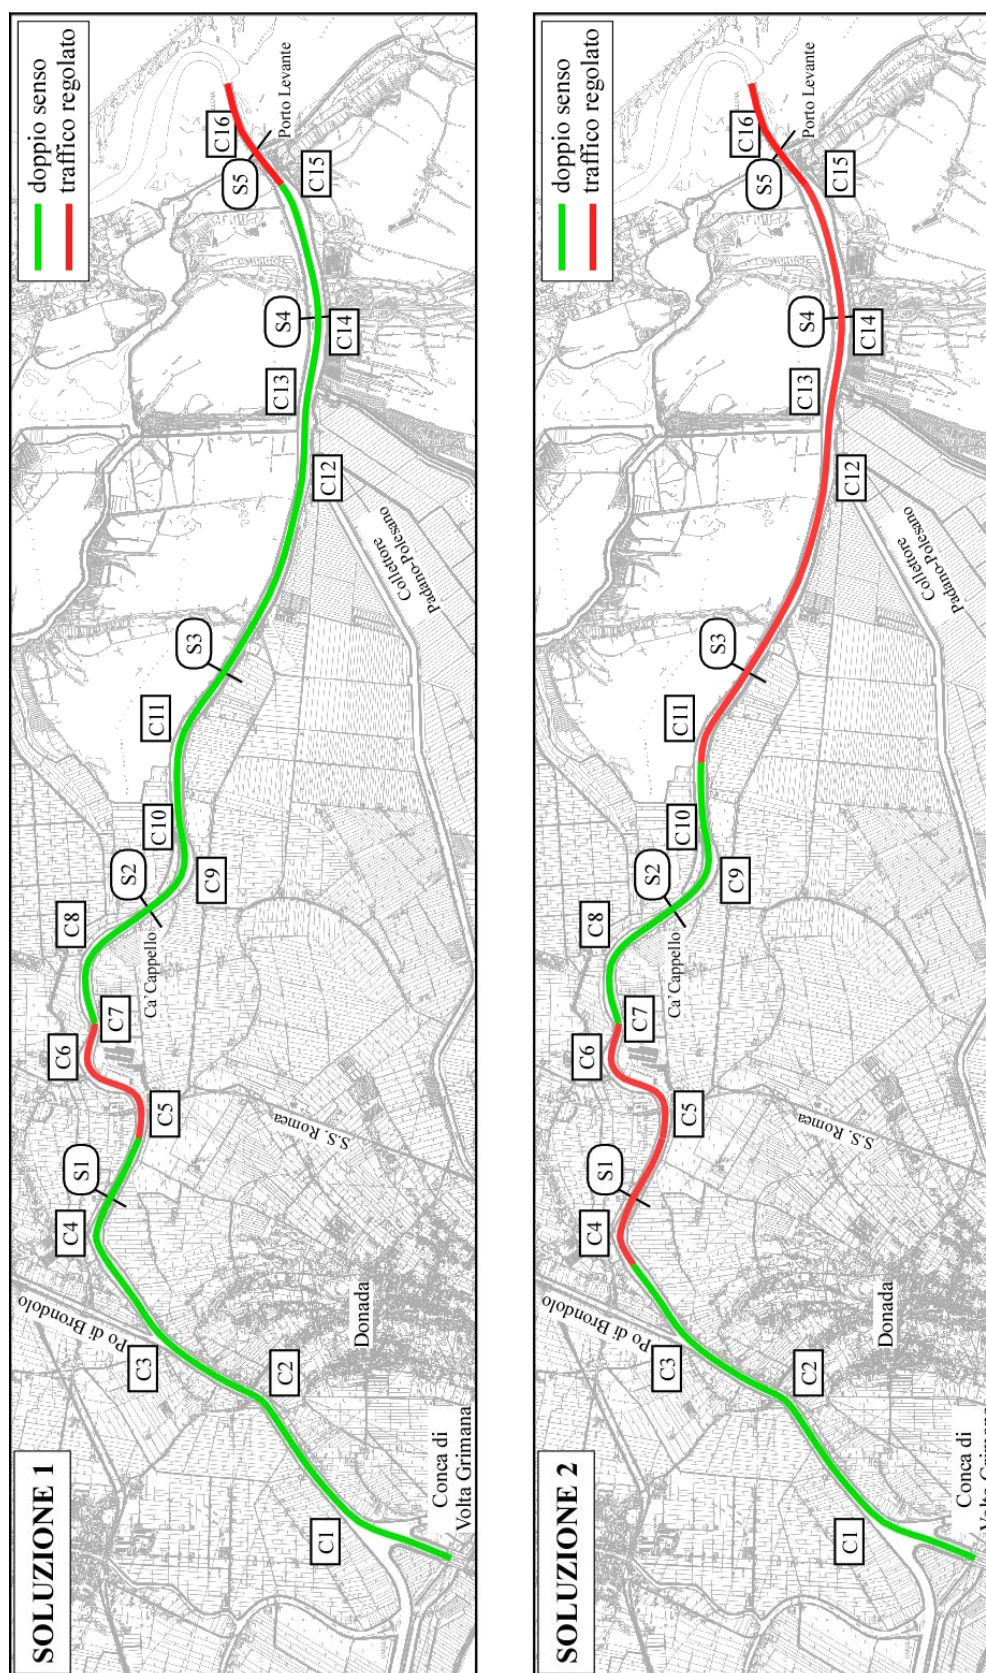 SOLUZIONE 1
doppio senso
traffico regolato
Conca di
Volta Grimana
C1
C2
Donada
C3
Po di Brondolo
C4
S1
S.S. Romea
C5
C6
C7
Ca' Cappello
C8
S2
C9
C10
C11
S3
Collettore
Padano-Polesano
C12
C13
S4
C14
C15
S5
Porto Levante
C16
SOLUZIONE 2
doppio senso
traffico regolato
Conca di
Volta Grimana
C1
C2
Donada
C3
Po di Brondolo
C4
S1
S.S. Romea
C5
C6
C7
Ca' Cappello
C8
S2
C9
C10
C11
S3
Collettore
Padano-Polesano
C12
C13
S4
C14
C15
S5
Porto Levante
C16